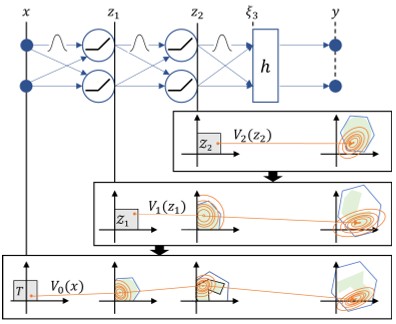 x z₁ z₂ ξ₃ y
h
𝒵₂ V₂(z₂)
𝒵₁ V₁(z₁)
T V₀(x)